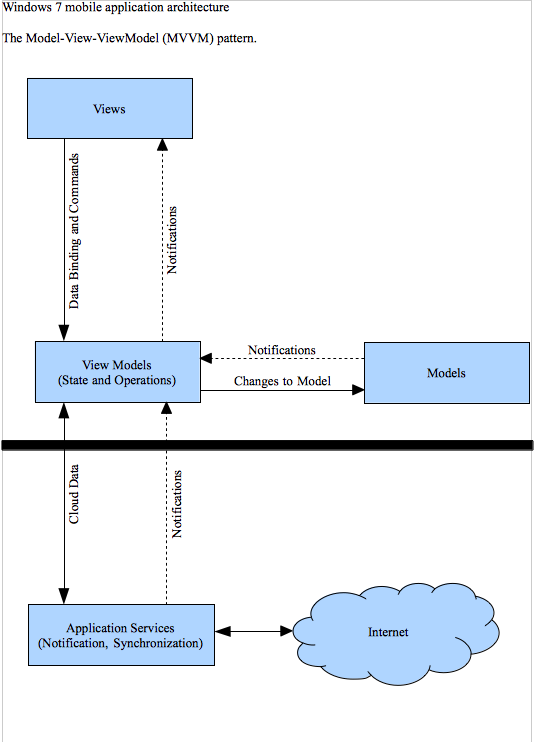 Windows 7 mobile application architecture
The Model-View-ViewModel (MVVM) pattern.
Views
Data Binding and Commands
Notifications
View Models
(State and Operations)
Notifications
Changes to Model
Models
Cloud Data
Notifications
Application Services
(Notification, Synchronization)
Internet